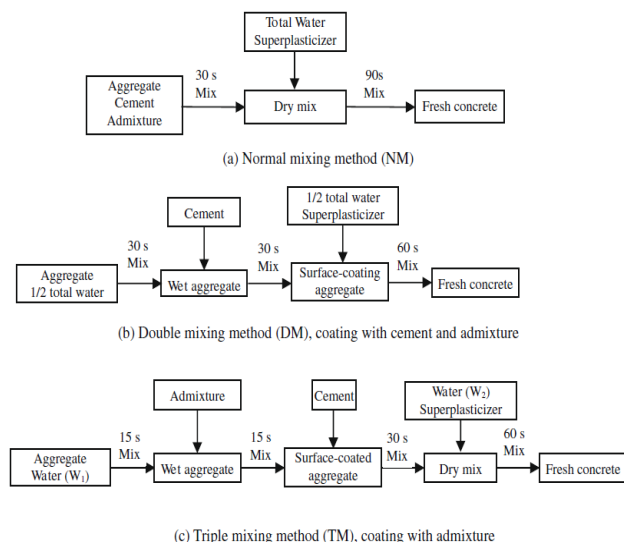 Total Water
Superplasticizer
Aggregate
Cement
Admixture
30 s
Mix
Dry mix
90s
Mix
Fresh concrete
(a) Normal mixing method (NM)
Cement
1/2 total water
Superplasticizer
Aggregate
1/2 total water
30 s
Mix
Wet aggregate
30 s
Mix
Surface-coating
aggregate
60 s
Mix
Fresh concrete
(b) Double mixing method (DM), coating with cement and admixture
Admixture
Cement
Water (W₂)
Superplasticizer
Aggregate
Water (W₁)
15 s
Mix
Wet aggregate
15 s
Mix
Surface-coated
aggregate
30 s
Mix
Dry mix
60 s
Mix
Fresh concrete
(c) Triple mixing method (TM), coating with admixture